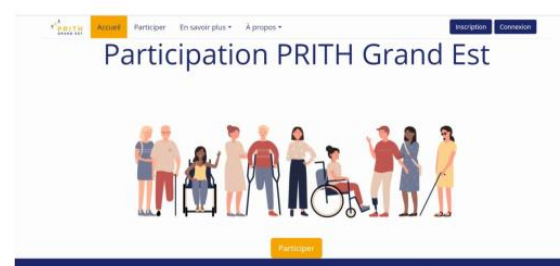 PRITH
GRAND EST
Accueil
Participer
En savoir plus
À propos
Inscription
Connexion
Participation PRITH Grand Est
Participer